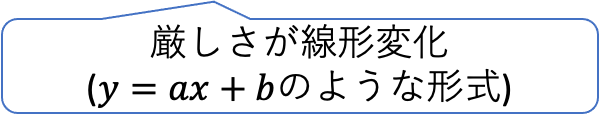 厳しさが線形変化
(y = ax + bのような形式)